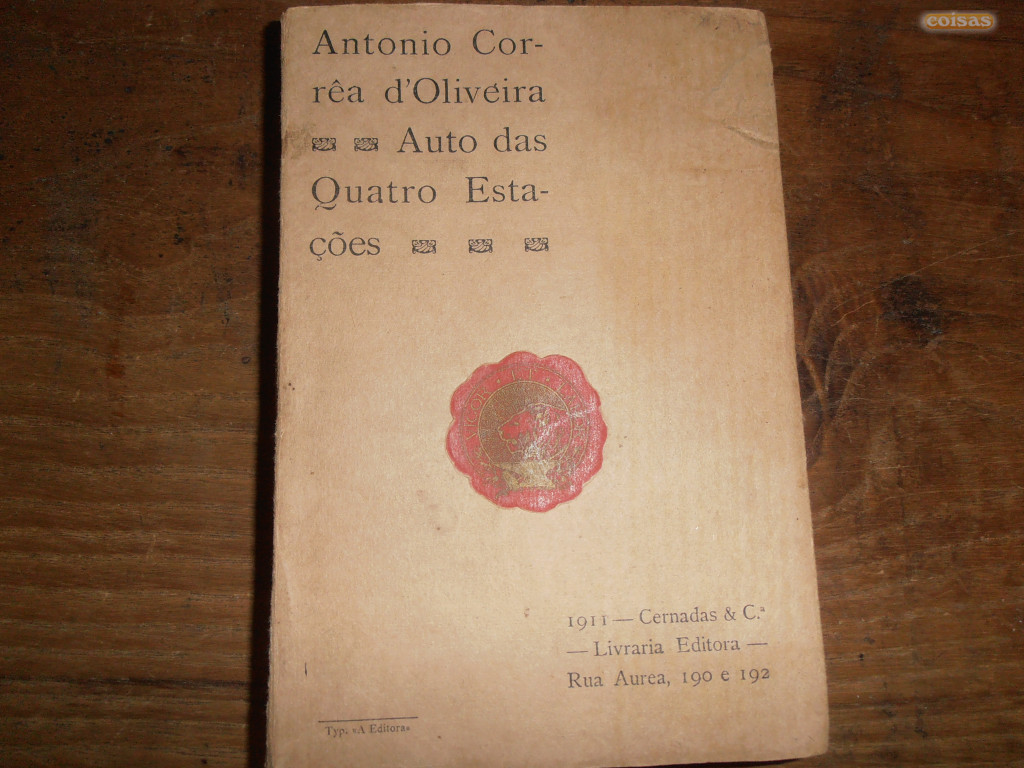 coisas
Antonio Cor-
rêa d'Oliveira
Auto das
Quatro Esta-
ções
1911 — Cernadas & C.ª
— Livraria Editora —
Rua Aurea, 190 e 192
Typ. «A Editora»